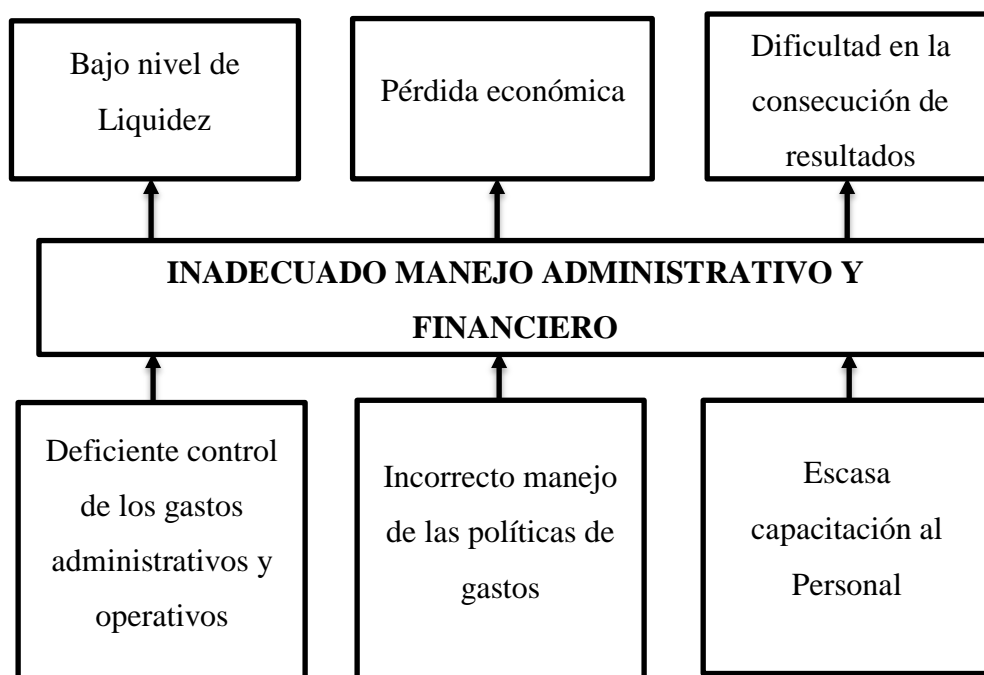 Bajo nivel de
Liquidez
Pérdida económica
Dificultad en la
consecución de
resultados
INADECUADO MANEJO ADMINISTRATIVO Y
FINANCIERO
Deficiente control
de los gastos
administrativos y
operativos
Incorrecto manejo
de las políticas de
gastos
Escasa
capacitación al
Personal